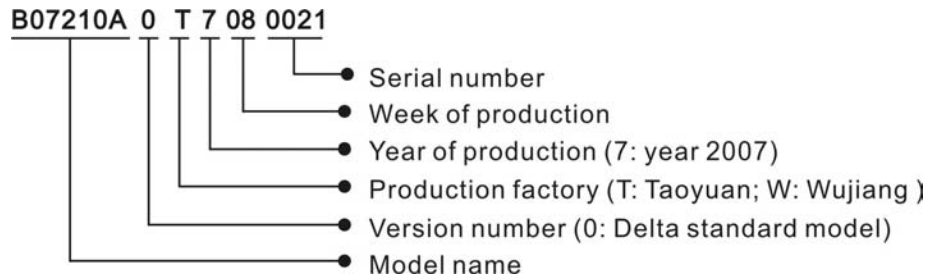 B07210A 0 T 7 08 0021
Serial number
Week of production
Year of production (7: year 2007)
Production factory (T: Taoyuan; W: Wujiang )
Version number (0: Delta standard model)
Model name